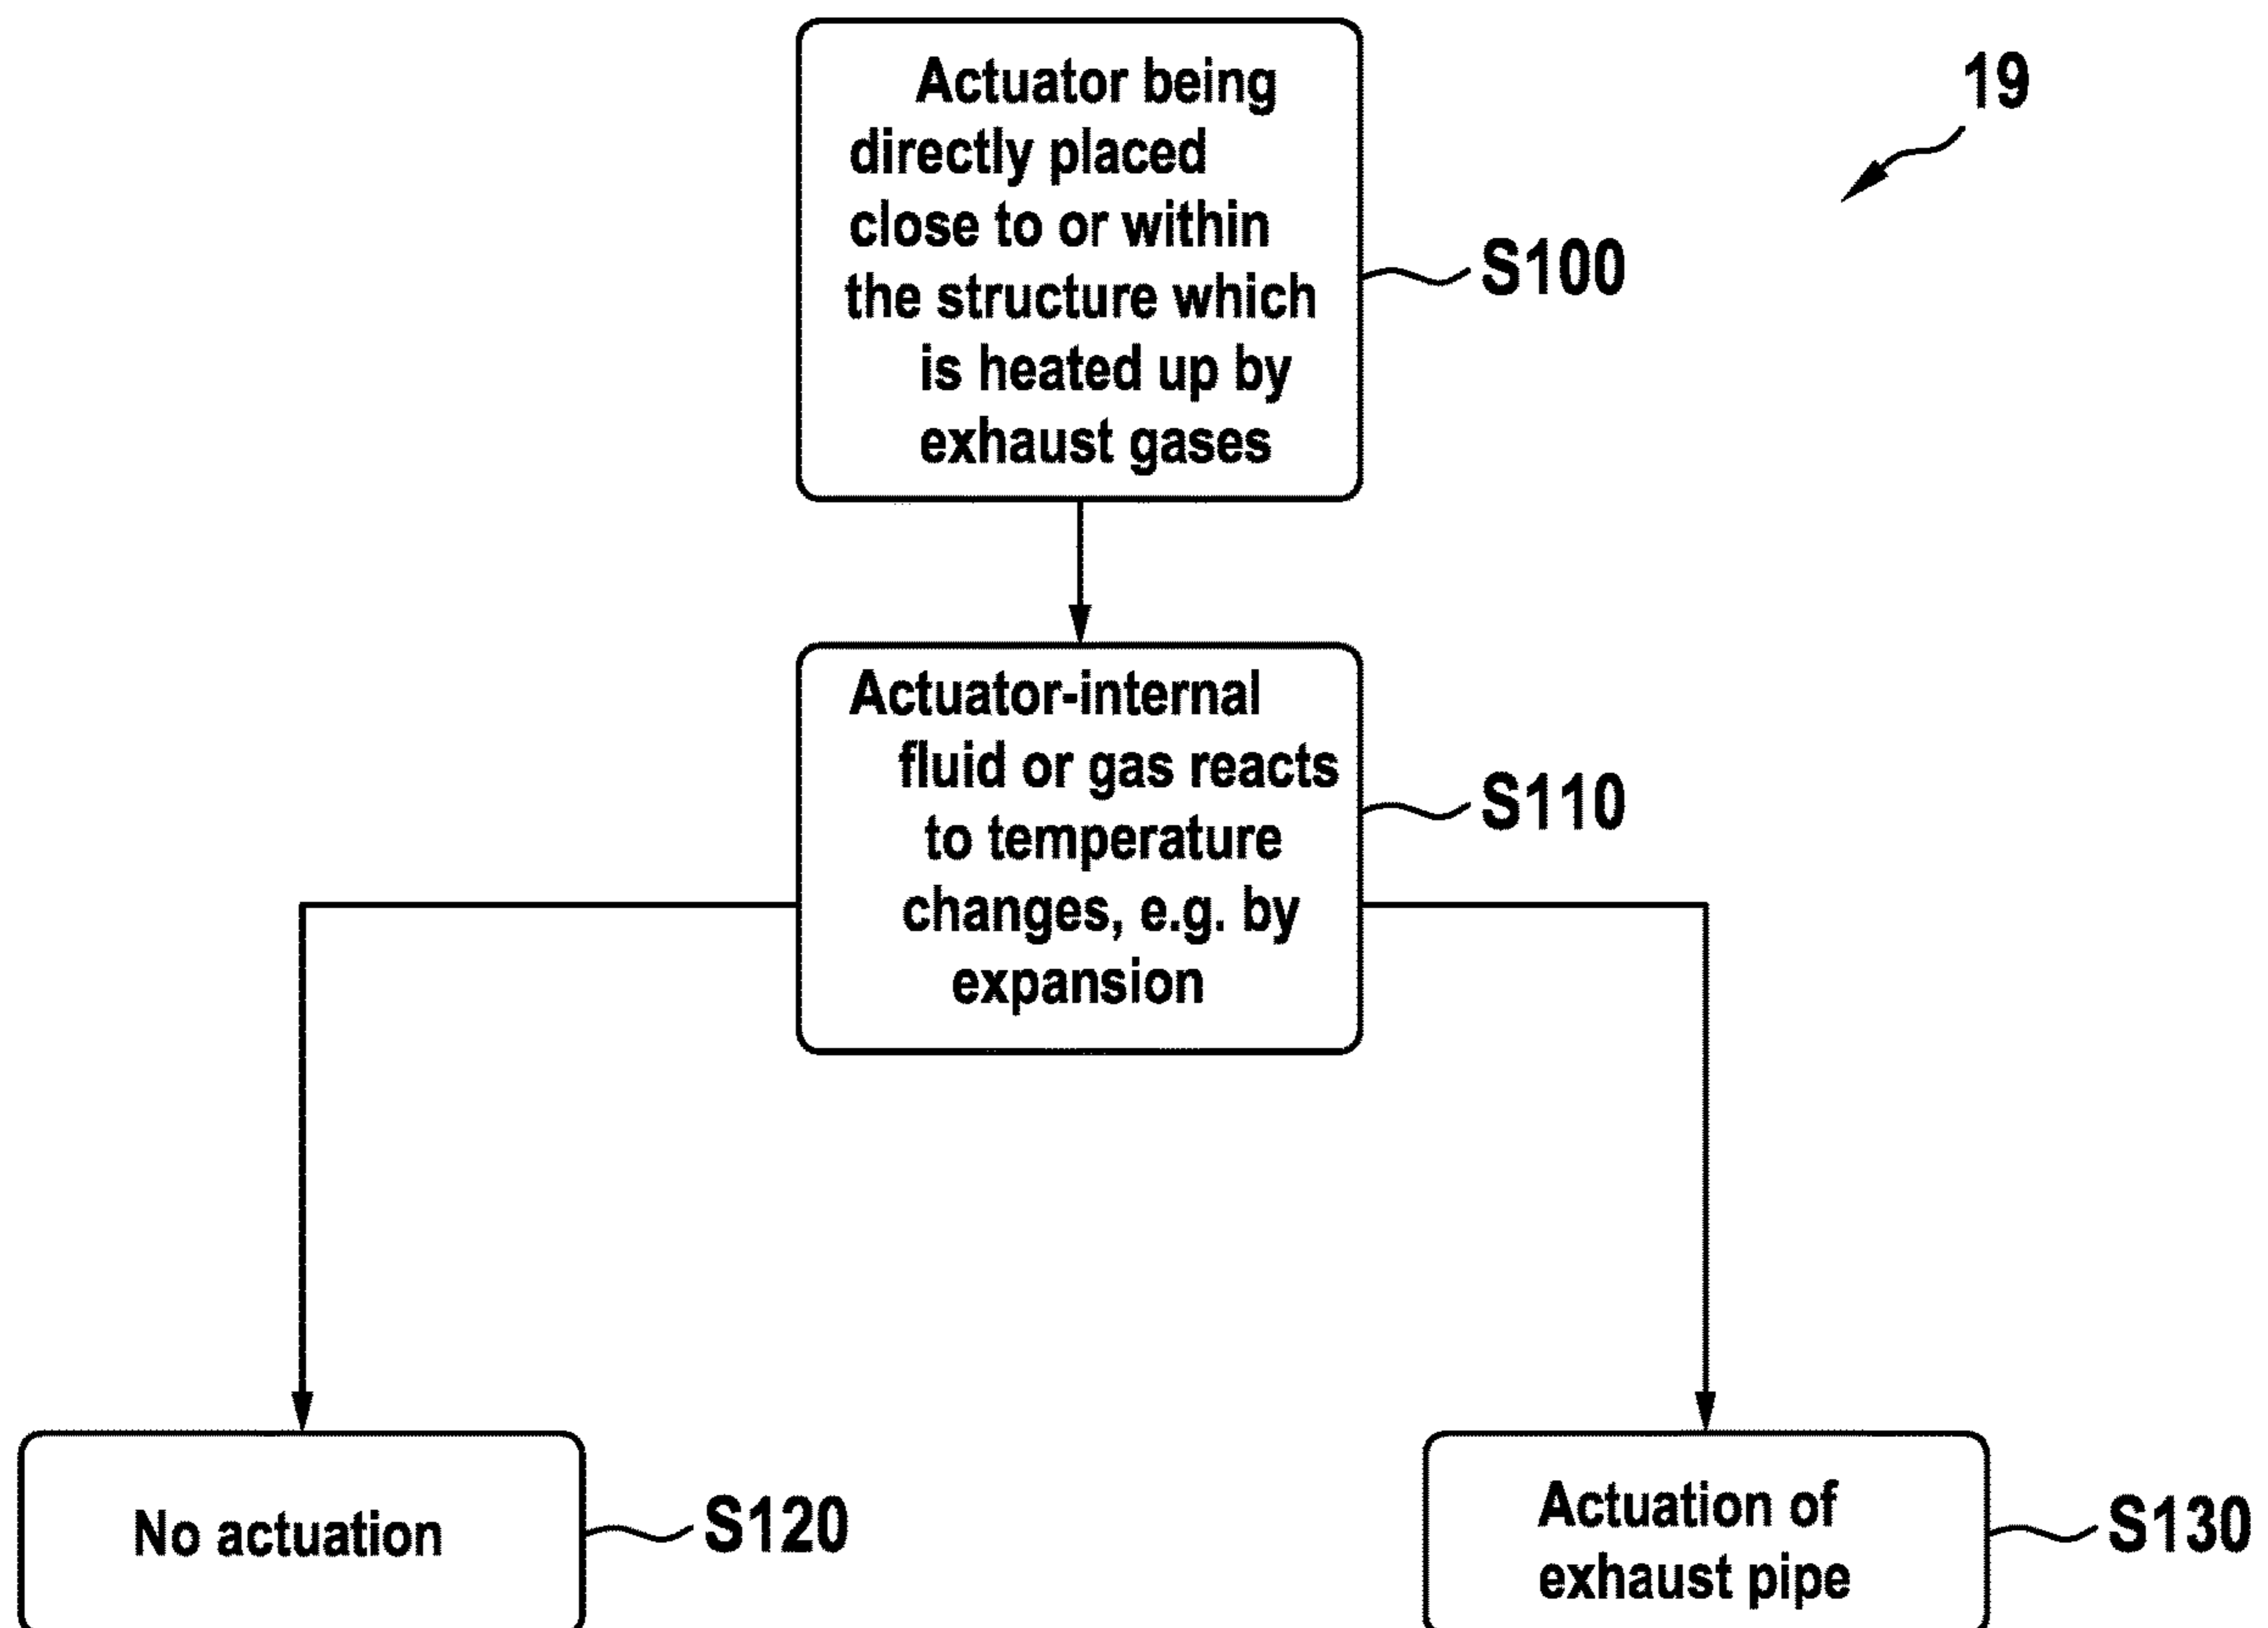 Actuator being
directly placed
close to or within
the structure which
is heated up by
exhaust gases
19
S100
Actuator-internal
fluid or gas reacts
to temperature
changes, e.g. by
expansion
S110
No actuation
S120
Actuation of
exhaust pipe
S130